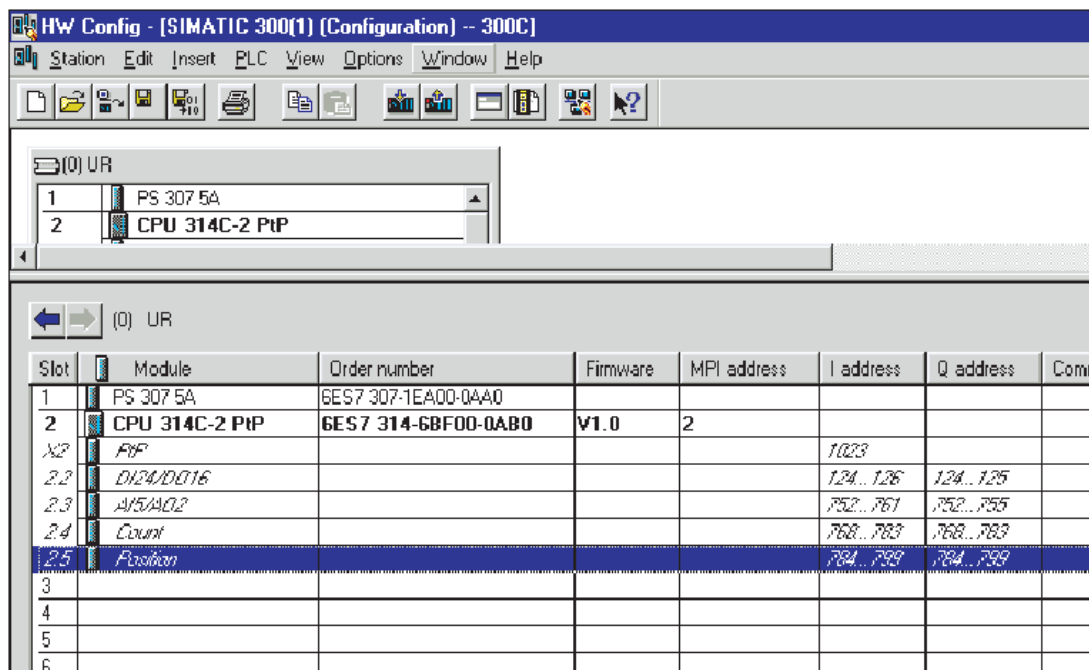 HW Config - [SIMATIC 300(1) (Configuration) -- 300C]
Station Edit Insert PLC View Options Window Help
(0) UR
1 PS 307 5A
2 CPU 314C-2 PtP
(0) UR
Slot Module Order number Firmware MPI address I address Q address Com
1 PS 307 5A 6ES7 307-1EA00-0AA0
2 CPU 314C-2 PtP 6ES7 314-6BF00-0AB0 V1.0 2
X2 PtP 1023
2.2 DI24/DO16 124...126 124...125
2.3 AI5/AO2 752...761 752...755
2.4 Count 768...783 768...783
2.5 Position 784...799 784...799
3
4
5
6